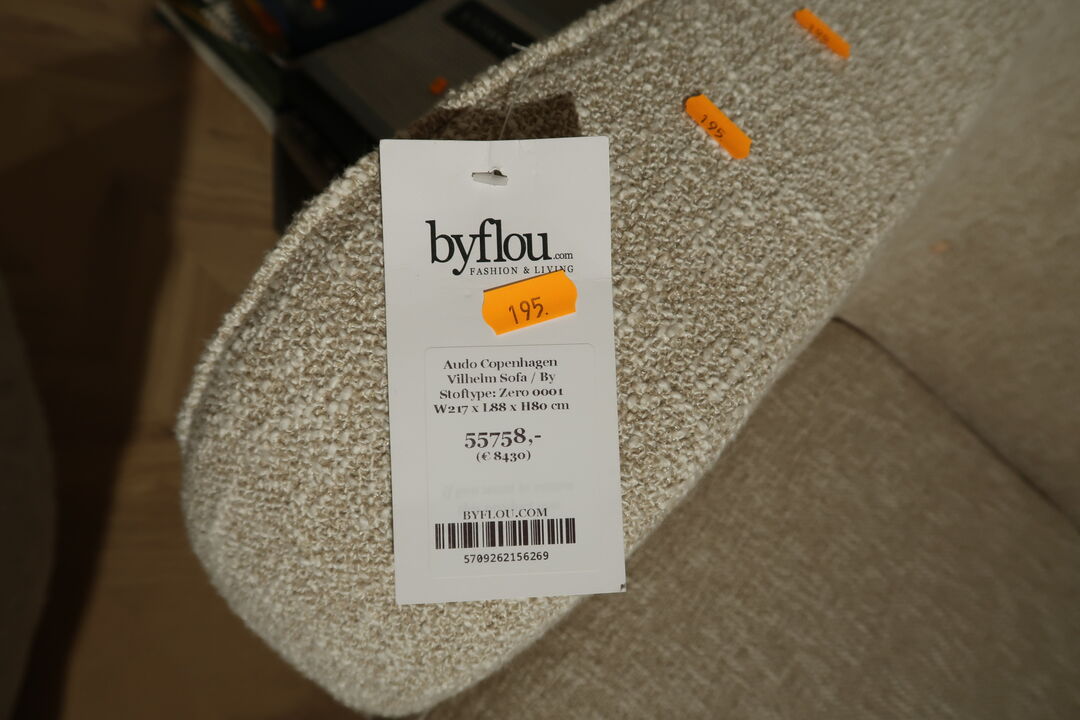 195
byflou.com
FASHION & LIVING
195.
Audo Copenhagen
Vilhelm Sofa / By
Stoftype: Zero 0001
W217 x L88 x H80 cm
55758,-
(€ 8430)
BYFLOU.COM
5709262156269